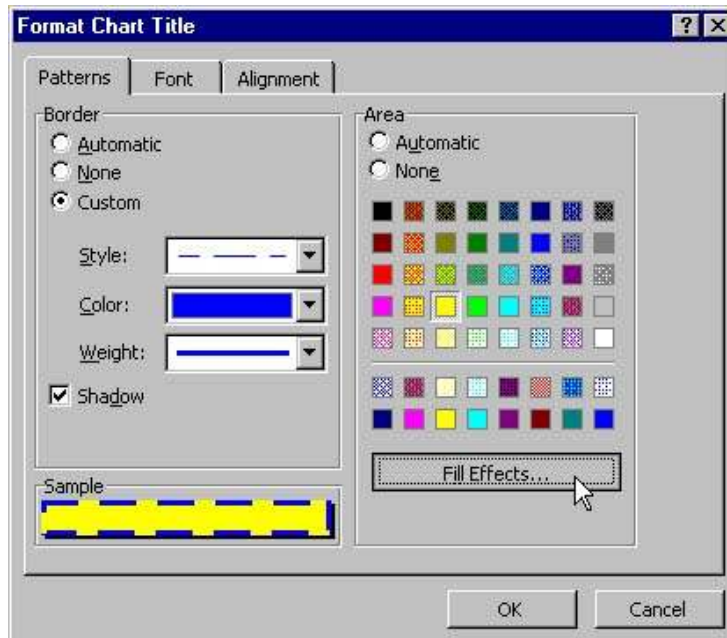 Format Chart Title
?
Patterns Font Alignment
Border
Automatic
None
Custom
Style:
Color:
Weight:
Shadow
Sample
Area
Automatic
None
Fill Effects...
OK Cancel